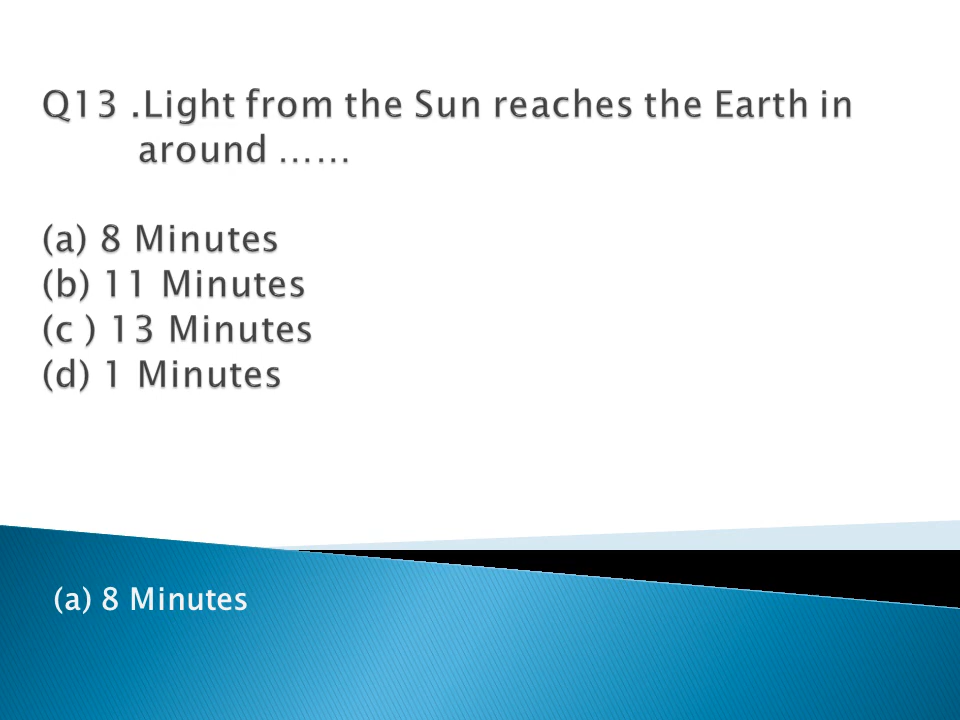 Q13 .Light from the Sun reaches the Earth in
around ……
(a) 8 Minutes
(b) 11 Minutes
(c ) 13 Minutes
(d) 1 Minutes
(a) 8 Minutes